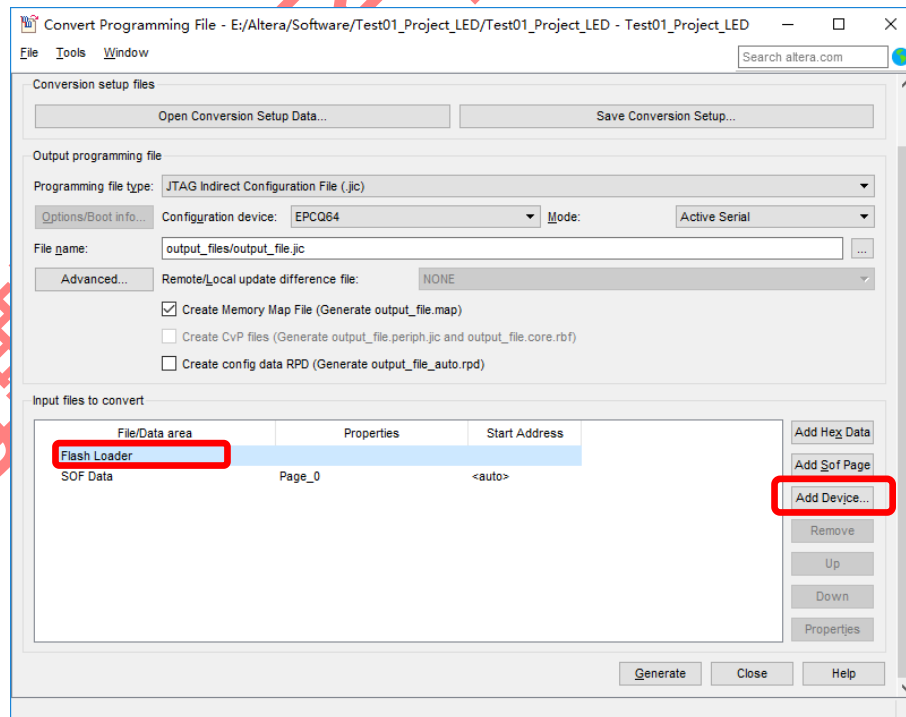 Convert Programming File - E:/Altera/Software/Test01_Project_LED/Test01_Project_LED - Test01_Project_LED
File Tools Window
Search altera.com
Conversion setup files
Open Conversion Setup Data... Save Conversion Setup...
Output programming file
Programming file type: JTAG Indirect Configuration File (.jic)
Options/Boot info... Configuration device: EPCQ64 Mode: Active Serial
File name: output_files/output_file.jic ...
Advanced... Remote/Local update difference file: NONE
Create Memory Map File (Generate output_file.map)
Create CvP files (Generate output_file.periph.jic and output_file.core.rbf)
Create config data RPD (Generate output_file_auto.rpd)
Input files to convert
File/Data area Properties Start Address
Flash Loader
SOF Data Page_0 <auto>
Add Hex Data
Add Sof Page
Add Device...
Remove
Up
Down
Properties
Generate Close Help